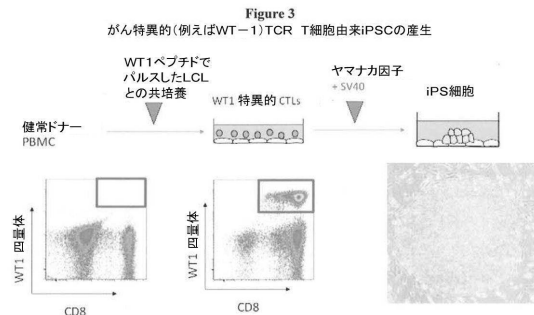 Figure 3
がん特異的(例えばWT－1)TCR T細胞由来iPSCの産生
WT1ペプチドで
パルスしたLCL
との共培養
ヤマナカ因子
+ SV40
健常ドナー
PBMC
WT1 特異的 CTLs
iPS細胞
WT1 四量体
CD8
WT1 四量体
CD8